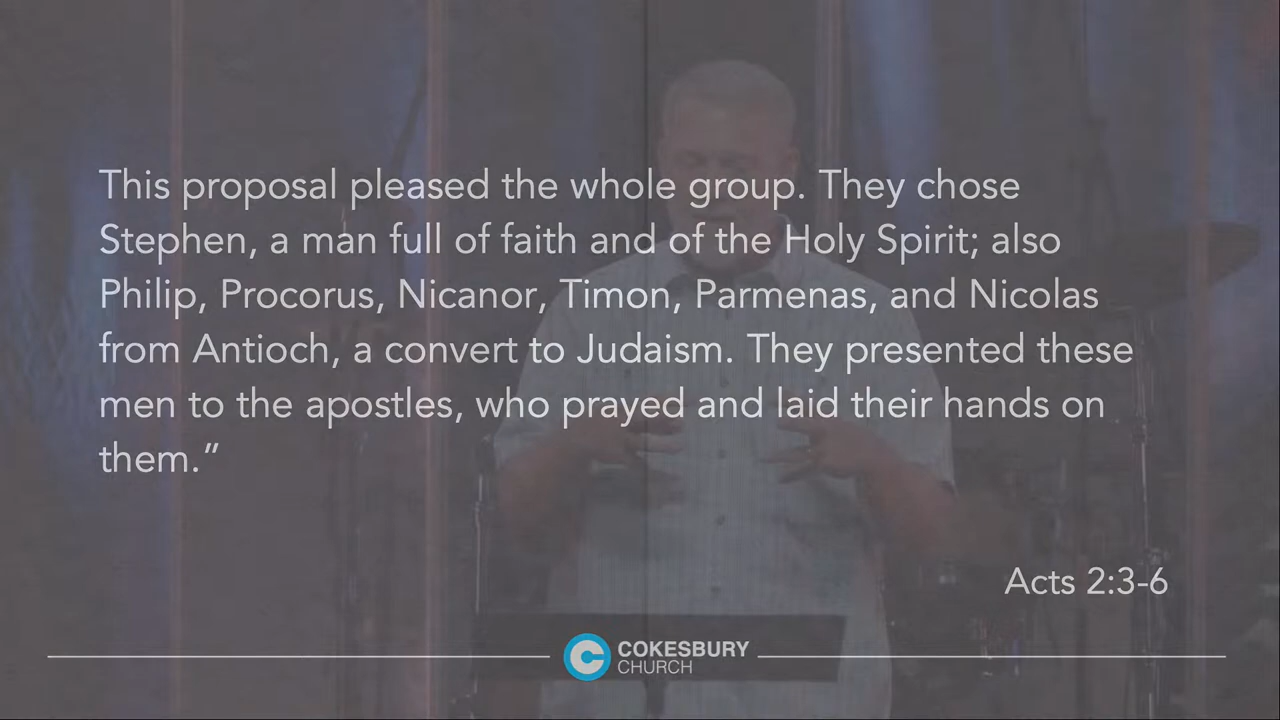 This proposal pleased the whole group. They chose
Stephen, a man full of faith and of the Holy Spirit; also
Philip, Procorus, Nicanor, Timon, Parmenas, and Nicolas
from Antioch, a convert to Judaism. They presented these
men to the apostles, who prayed and laid their hands on
them.”
Acts 2:3-6
COKESBURY
CHURCH